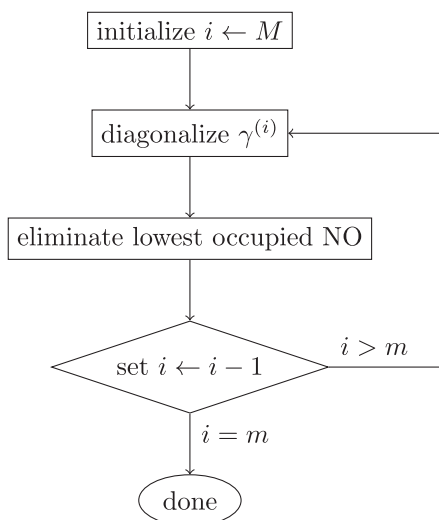 initialize i ← M
diagonalize γ^(i)
eliminate lowest occupied NO
set i ← i − 1
i > m
i = m
done